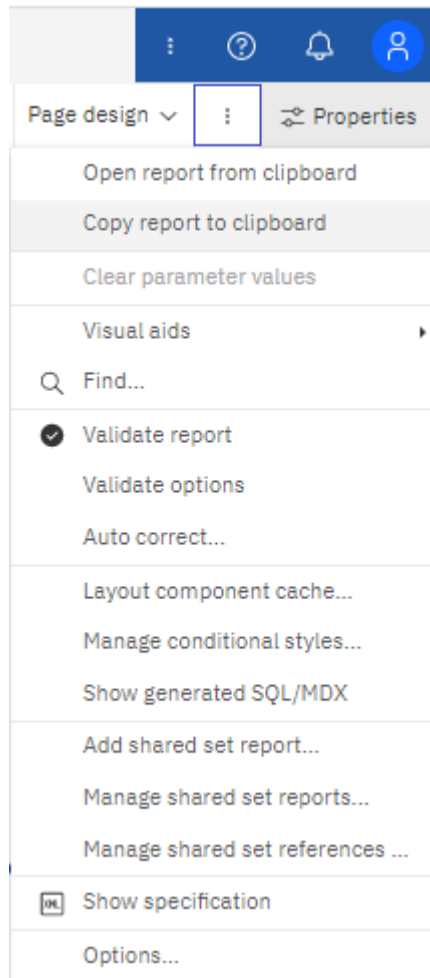 Page design
Properties
Open report from clipboard
Copy report to clipboard
Clear parameter values
Visual aids
Find...
Validate report
Validate options
Auto correct...
Layout component cache...
Manage conditional styles...
Show generated SQL/MDX
Add shared set report...
Manage shared set reports...
Manage shared set references ...
Show specification
Options...